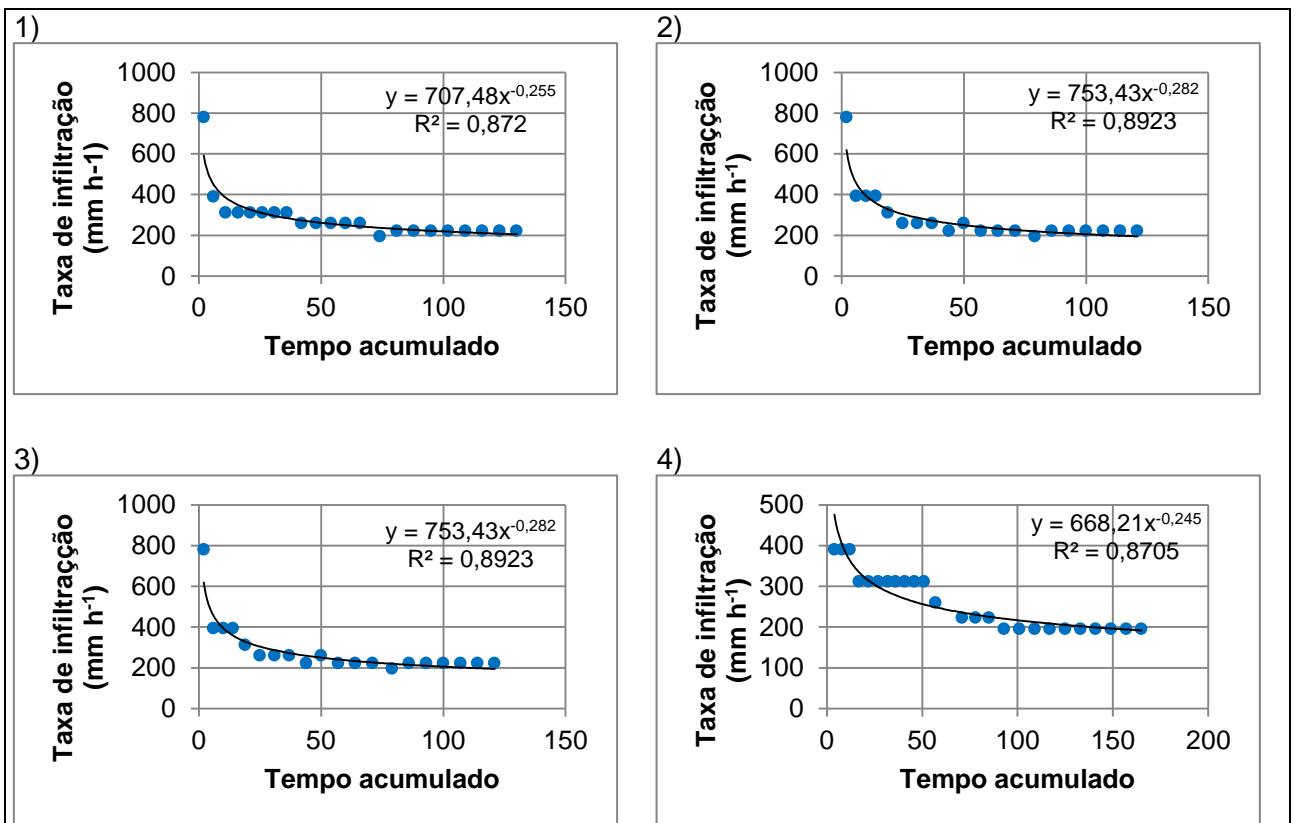 1)
Taxa de infiltração
(mm h-1)
1000
800
600
400
200
0
y = 707,48x^-0,255
R² = 0,872
0 50 100 150
Tempo acumulado
2)
Taxa de infiltraçção
(mm h⁻¹)
1000
800
600
400
200
0
y = 753,43x^-0,282
R² = 0,8923
0 50 100 150
Tempo acumulado
3)
Taxa de infiltração
(mm h⁻¹)
1000
800
600
400
200
0
y = 753,43x^-0,282
R² = 0,8923
0 50 100 150
Tempo acumulado
4)
Taxa de infiltração
(mm h⁻¹)
500
400
300
200
100
0
y = 668,21x^-0,245
R² = 0,8705
0 50 100 150 200
Tempo acumulado